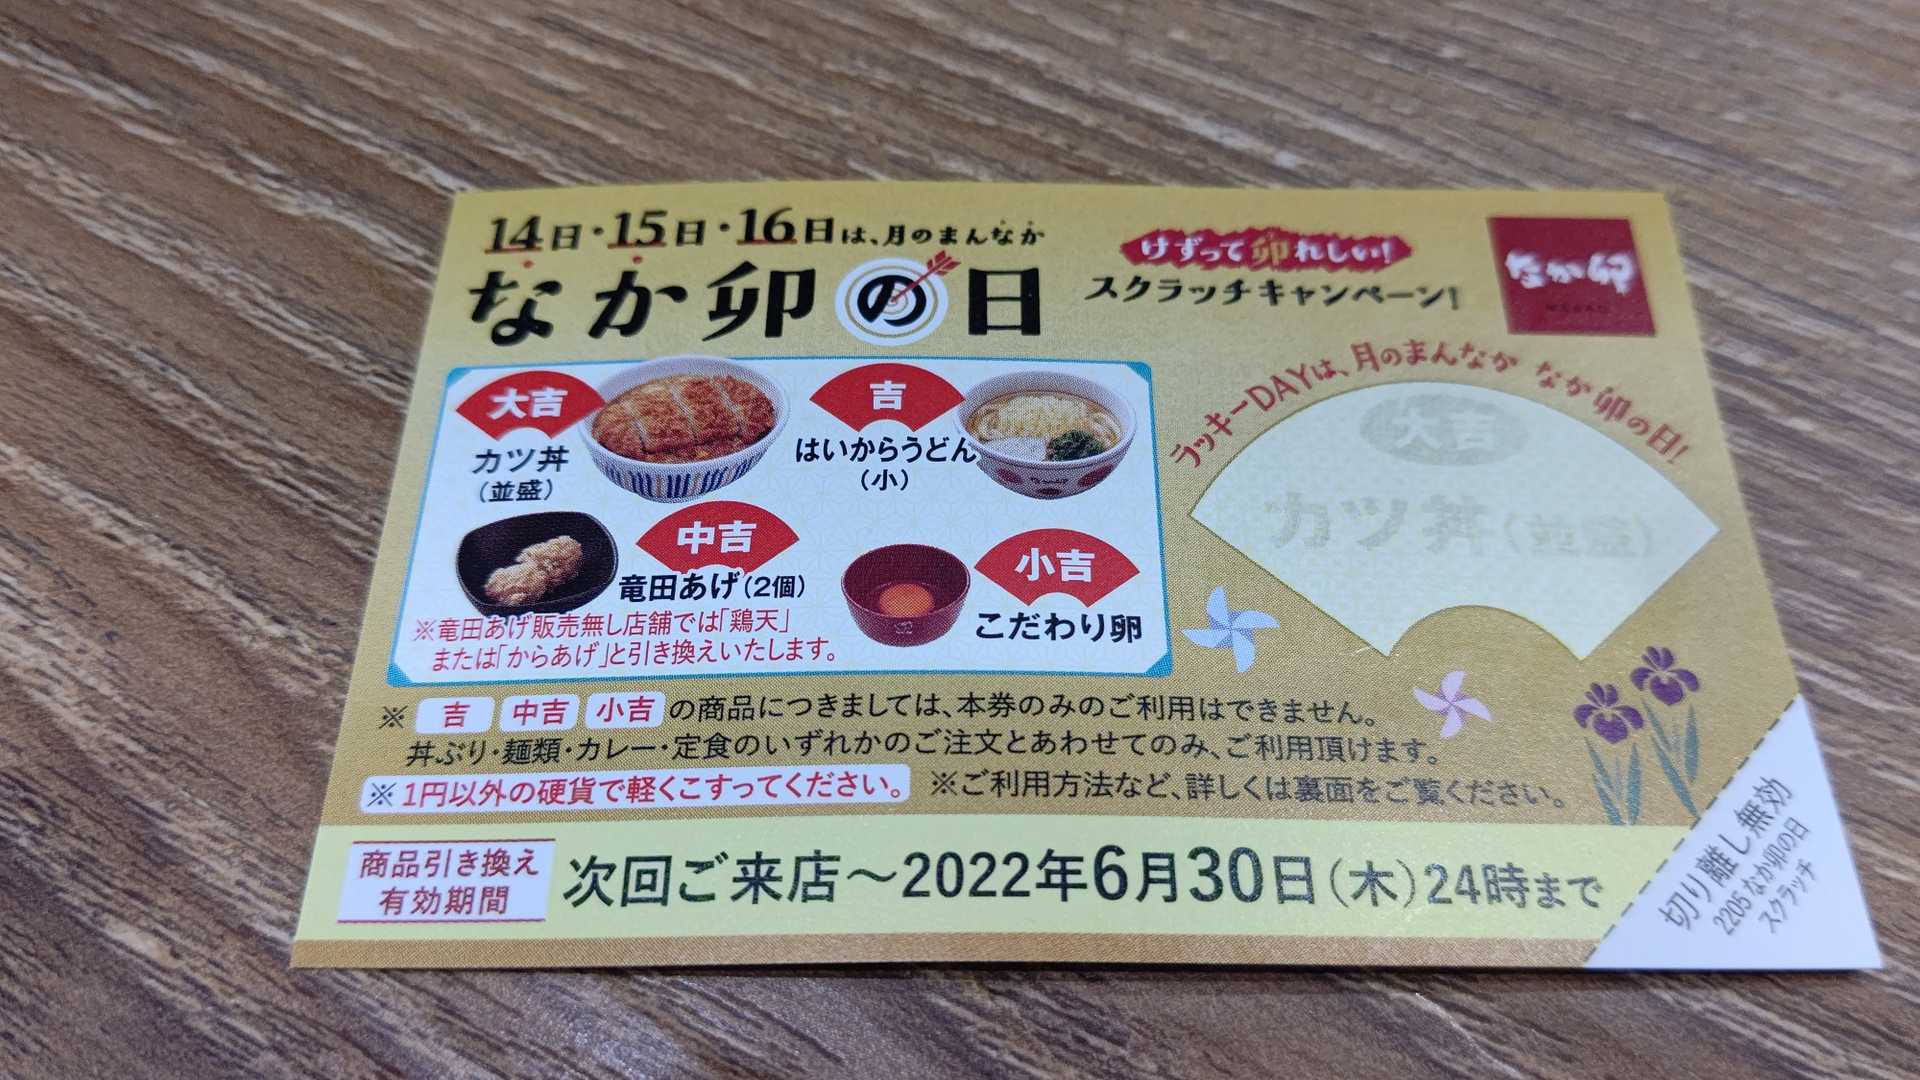 14日・15日・16日は、月のまんなか
なか卯の日
けずって卯れしい!
スクラッチキャンペーン!
なか卯
大吉
カツ丼
(並盛)
吉
はいからうどん
(小)
中吉
竜田あげ(2個)
※竜田あげ販売無し店舗では「鶏天」
または「からあげ」と引き換えいたします。
小吉
こだわり卵
ラッキーDAYは、月のまんなか なか卯の日!
大吉
カツ丼(並盛)
※ 吉 中吉 小吉 の商品につきましては、本券のみのご利用はできません。
丼ぶり・麺類・カレー・定食のいずれかのご注文とあわせてのみ、ご利用頂けます。
※1円以外の硬貨で軽くこすってください。 ※ご利用方法など、詳しくは裏面をご覧ください。
商品引き換え
有効期間
次回ご来店～2022年6月30日(木)24時まで
切り離し無効
2205なか卯の日
スクラッチ